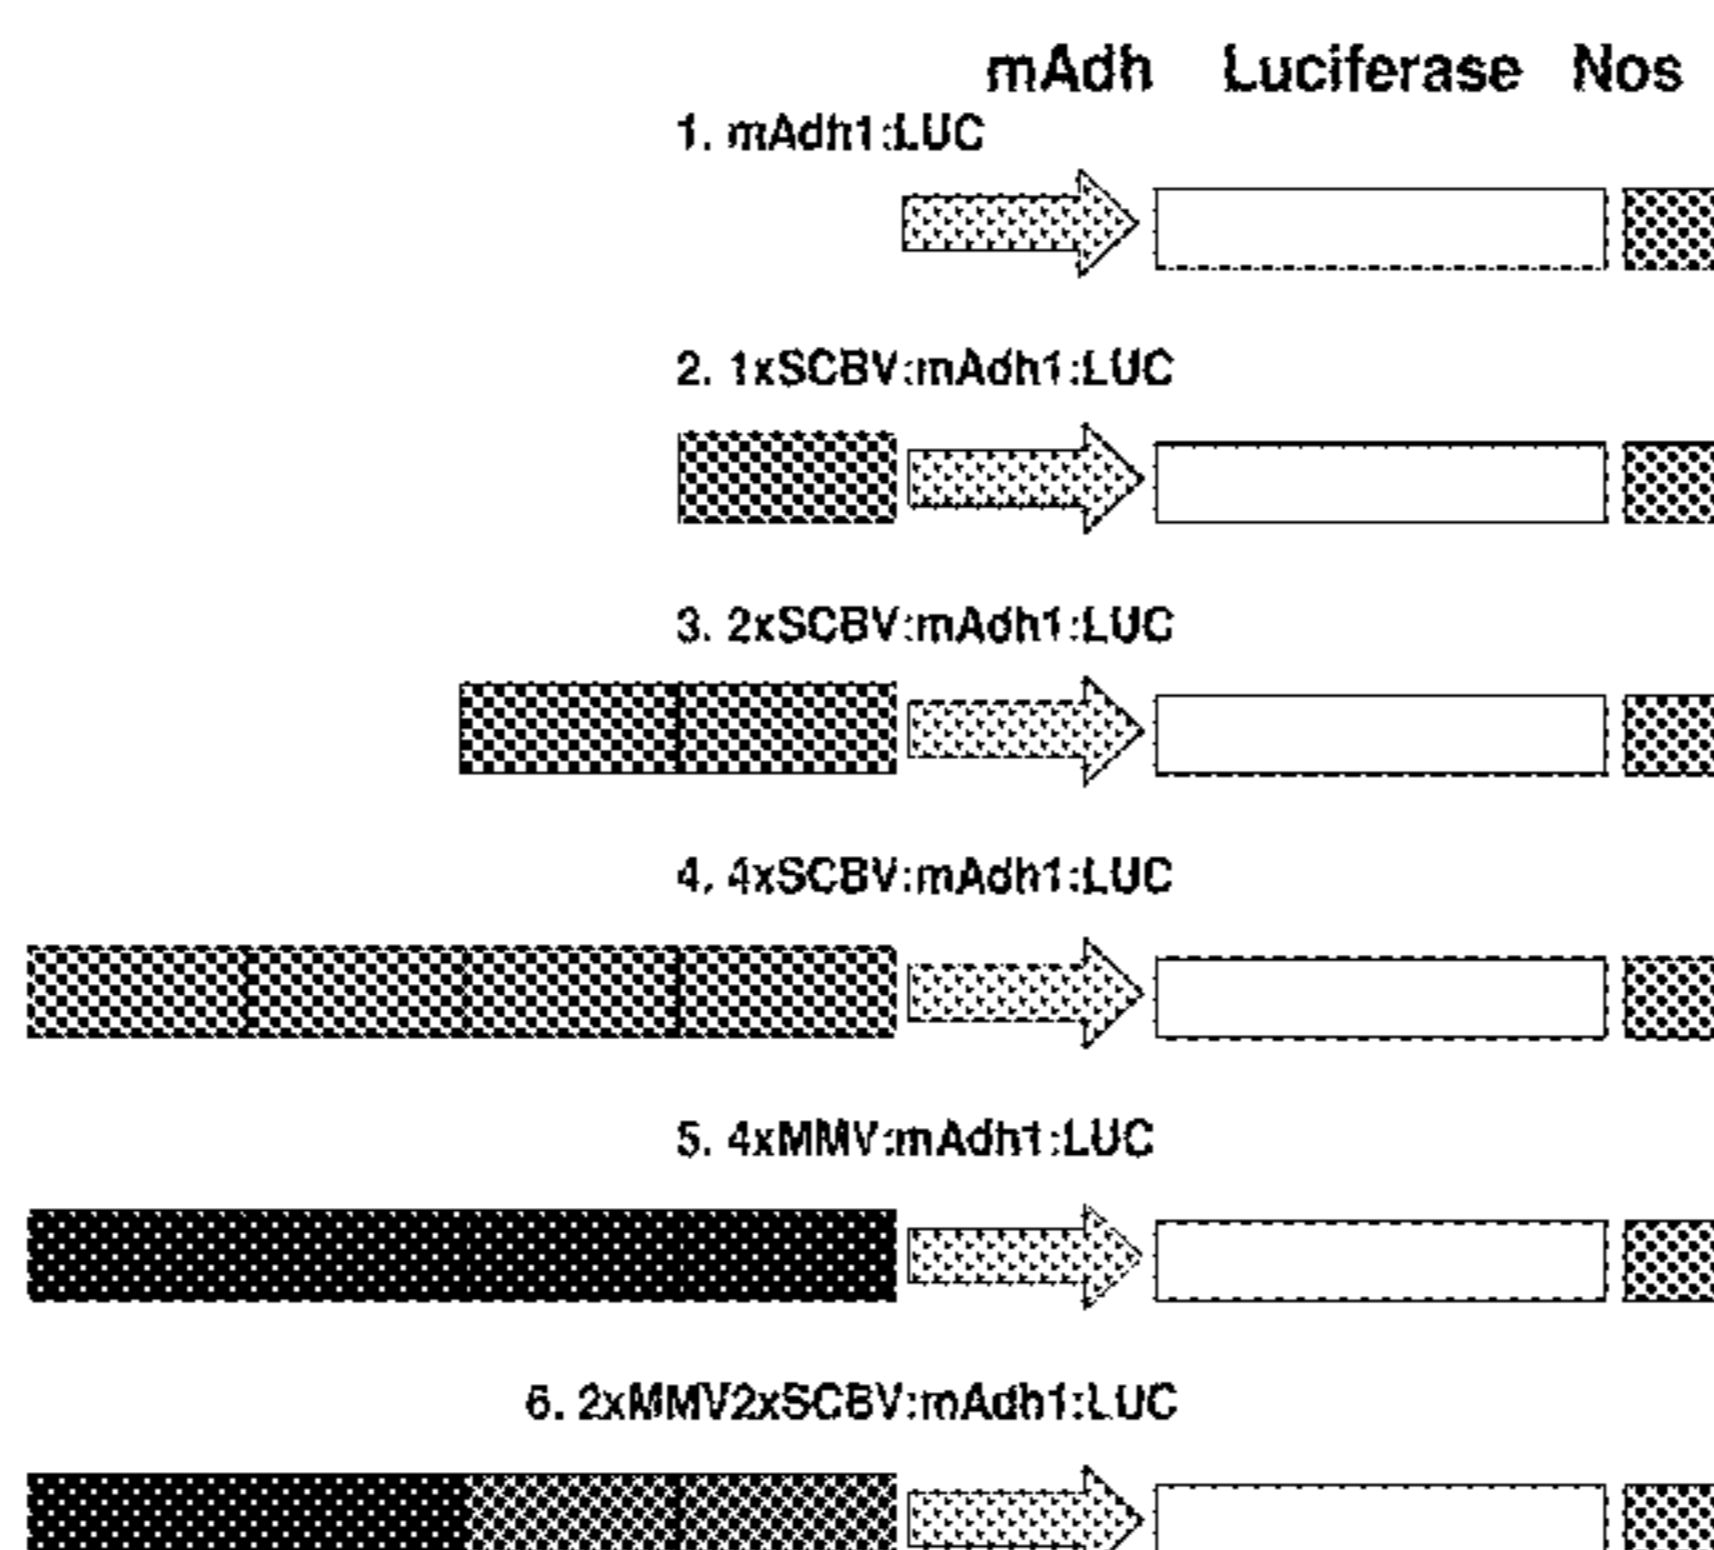 mAdh Luciferase Nos
1. mAdh1:LUC
2. 1xSCBV:mAdh1:LUC
3. 2xSCBV:mAdh1:LUC
4. 4xSCBV:mAdh1:LUC
5. 4xMMV:mAdh1:LUC
6. 2xMMV2xSCBV:mAdh1:LUC